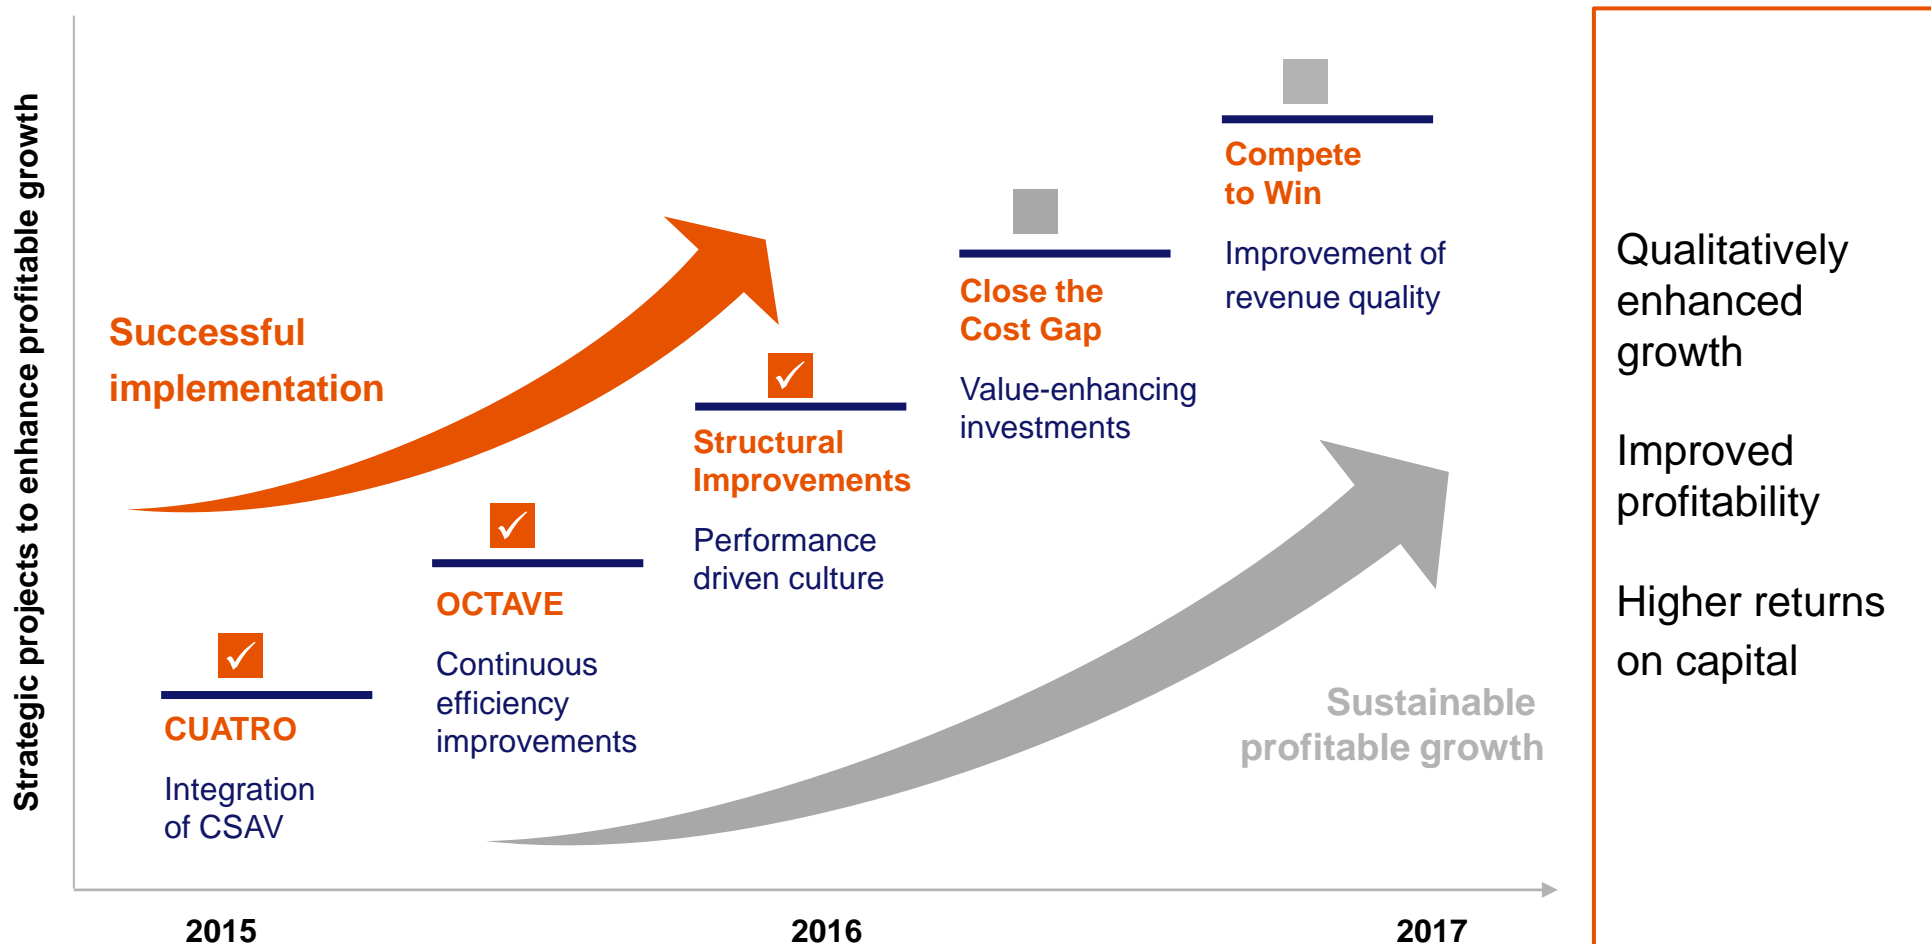 Strategic projects to enhance profitable growth
Successful
implementation
CUATRO
Integration
of CSAV
OCTAVE
Continuous
efficiency
improvements
Structural
Improvements
Performance
driven culture
Close the
Cost Gap
Value-enhancing
investments
Compete
to Win
Improvement of
revenue quality
Sustainable
profitable growth
2015
2016
2017
Qualitatively
enhanced
growth
Improved
profitability
Higher returns
on capital